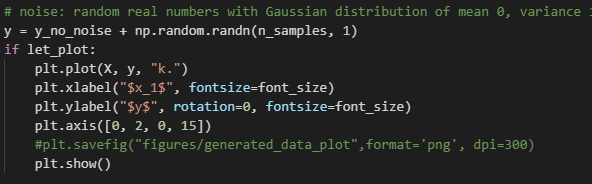 # noise: random real numbers with Gaussian distribution of mean 0, variance 1
y = y_no_noise + np.random.randn(n_samples, 1)
if let_plot:
    plt.plot(X, y, "k.")
    plt.xlabel("$x_1$", fontsize=font_size)
    plt.ylabel("$y$", rotation=0, fontsize=font_size)
    plt.axis([0, 2, 0, 15])
    #plt.savefig("figures/generated_data_plot",format='png', dpi=300)
    plt.show()